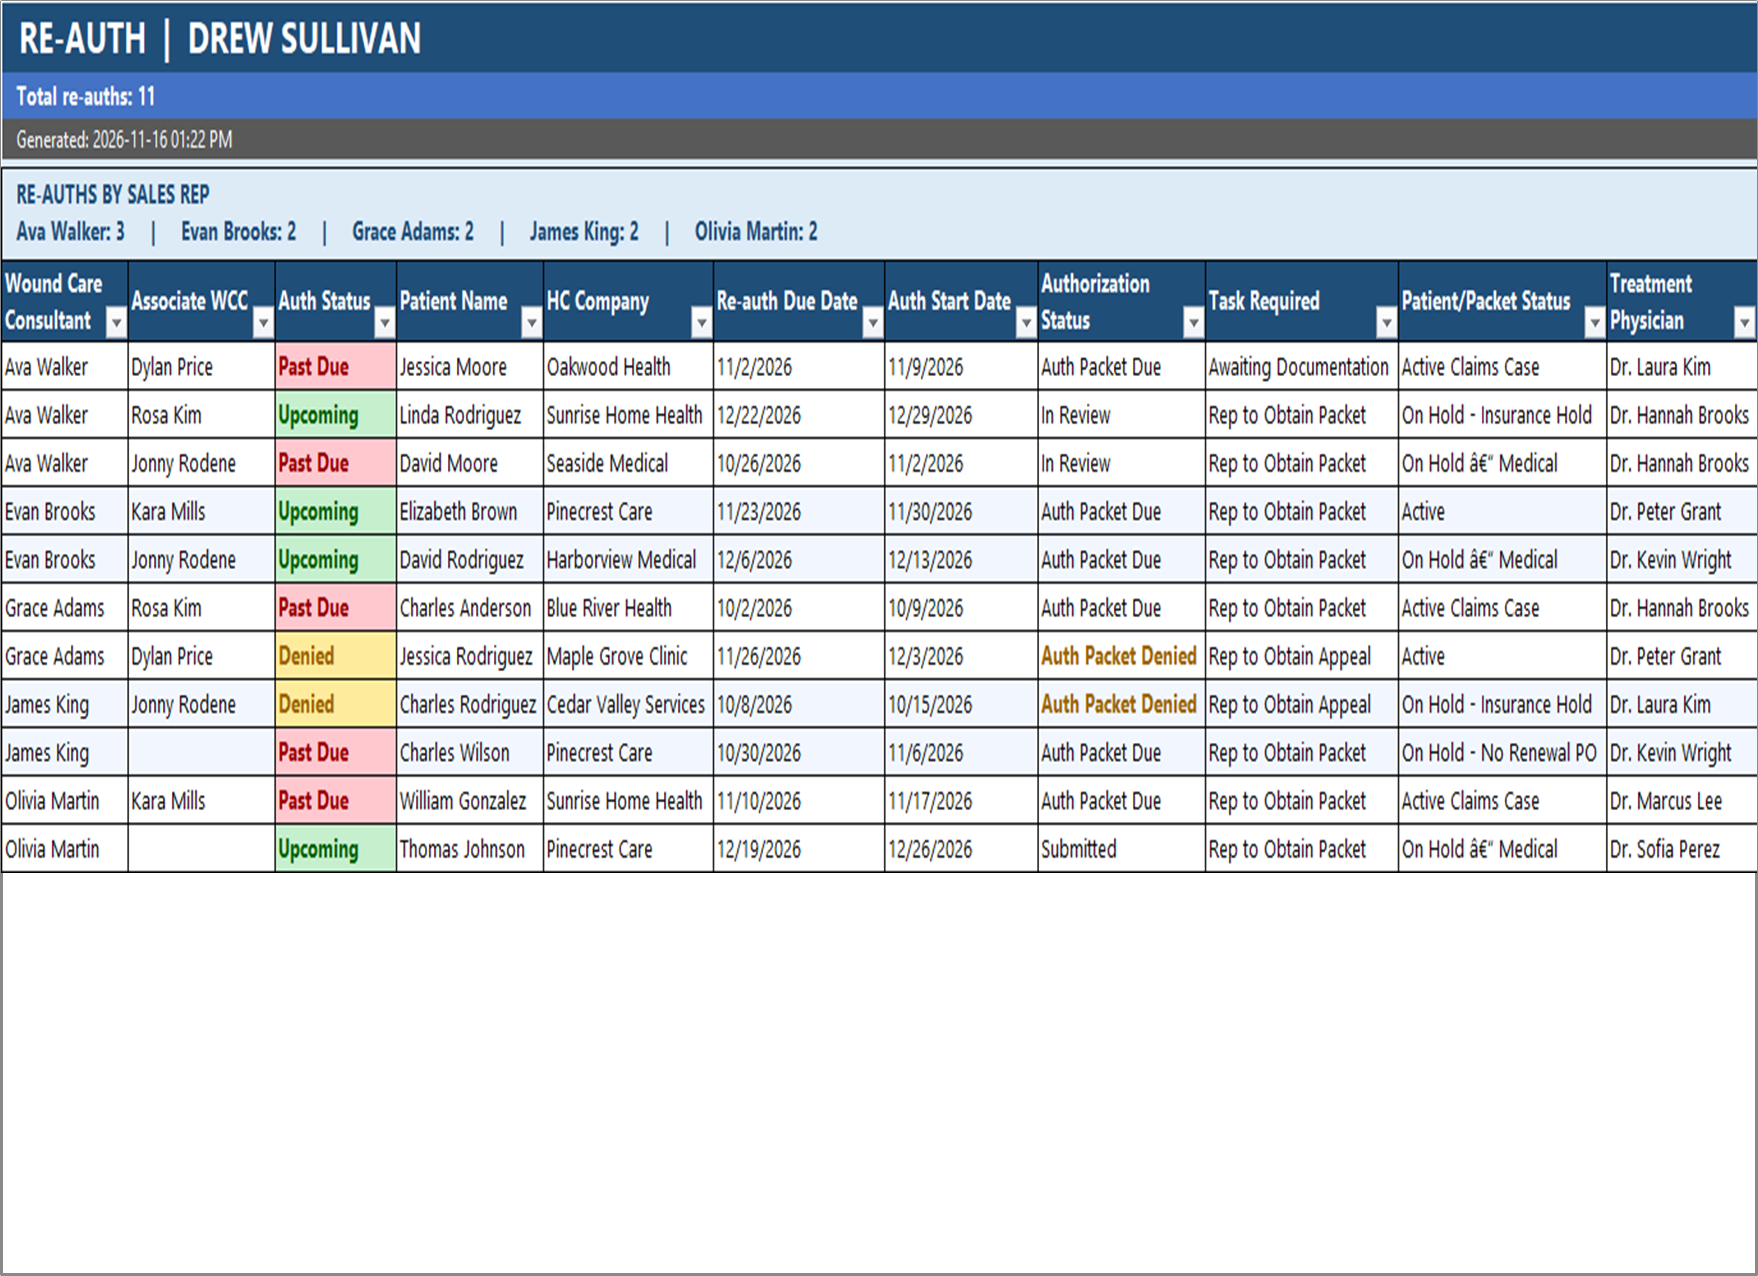 RE-AUTH | DREW SULLIVAN
Total re-auths: 11
Generated: 2026-11-16 01:22 PM
RE-AUTHS BY SALES REP
Ava Walker: 3 | Evan Brooks: 2 | Grace Adams: 2 | James King: 2 | Olivia Martin: 2
Wound Care Consultant Associate WCC Auth Status Patient Name HC Company Re-auth Due Date Auth Start Date Authorization Status Task Required Patient/Packet Status Treatment Physician
Ava Walker Dylan Price Past Due Jessica Moore Oakwood Health 11/2/2026 11/9/2026 Auth Packet Due Awaiting Documentation Active Claims Case Dr. Laura Kim
Ava Walker Rosa Kim Upcoming Linda Rodriguez Sunrise Home Health 12/22/2026 12/29/2026 In Review Rep to Obtain Packet On Hold - Insurance Hold Dr. Hannah Brooks
Ava Walker Jonny Rodene Past Due David Moore Seaside Medical 10/26/2026 11/2/2026 In Review Rep to Obtain Packet On Hold â€“ Medical Dr. Hannah Brooks
Evan Brooks Kara Mills Upcoming Elizabeth Brown Pinecrest Care 11/23/2026 11/30/2026 Auth Packet Due Rep to Obtain Packet Active Dr. Peter Grant
Evan Brooks Jonny Rodene Upcoming David Rodriguez Harborview Medical 12/6/2026 12/13/2026 Auth Packet Due Rep to Obtain Packet On Hold â€“ Medical Dr. Kevin Wright
Grace Adams Rosa Kim Past Due Charles Anderson Blue River Health 10/2/2026 10/9/2026 Auth Packet Due Rep to Obtain Packet Active Claims Case Dr. Hannah Brooks
Grace Adams Dylan Price Denied Jessica Rodriguez Maple Grove Clinic 11/26/2026 12/3/2026 Auth Packet Denied Rep to Obtain Appeal Active Dr. Peter Grant
James King Jonny Rodene Denied Charles Rodriguez Cedar Valley Services 10/8/2026 10/15/2026 Auth Packet Denied Rep to Obtain Appeal On Hold - Insurance Hold Dr. Laura Kim
James King Past Due Charles Wilson Pinecrest Care 10/30/2026 11/6/2026 Auth Packet Due Rep to Obtain Packet On Hold - No Renewal PO Dr. Kevin Wright
Olivia Martin Kara Mills Past Due William Gonzalez Sunrise Home Health 11/10/2026 11/17/2026 Auth Packet Due Rep to Obtain Packet Active Claims Case Dr. Marcus Lee
Olivia Martin Upcoming Thomas Johnson Pinecrest Care 12/19/2026 12/26/2026 Submitted Rep to Obtain Packet On Hold â€“ Medical Dr. Sofia Perez